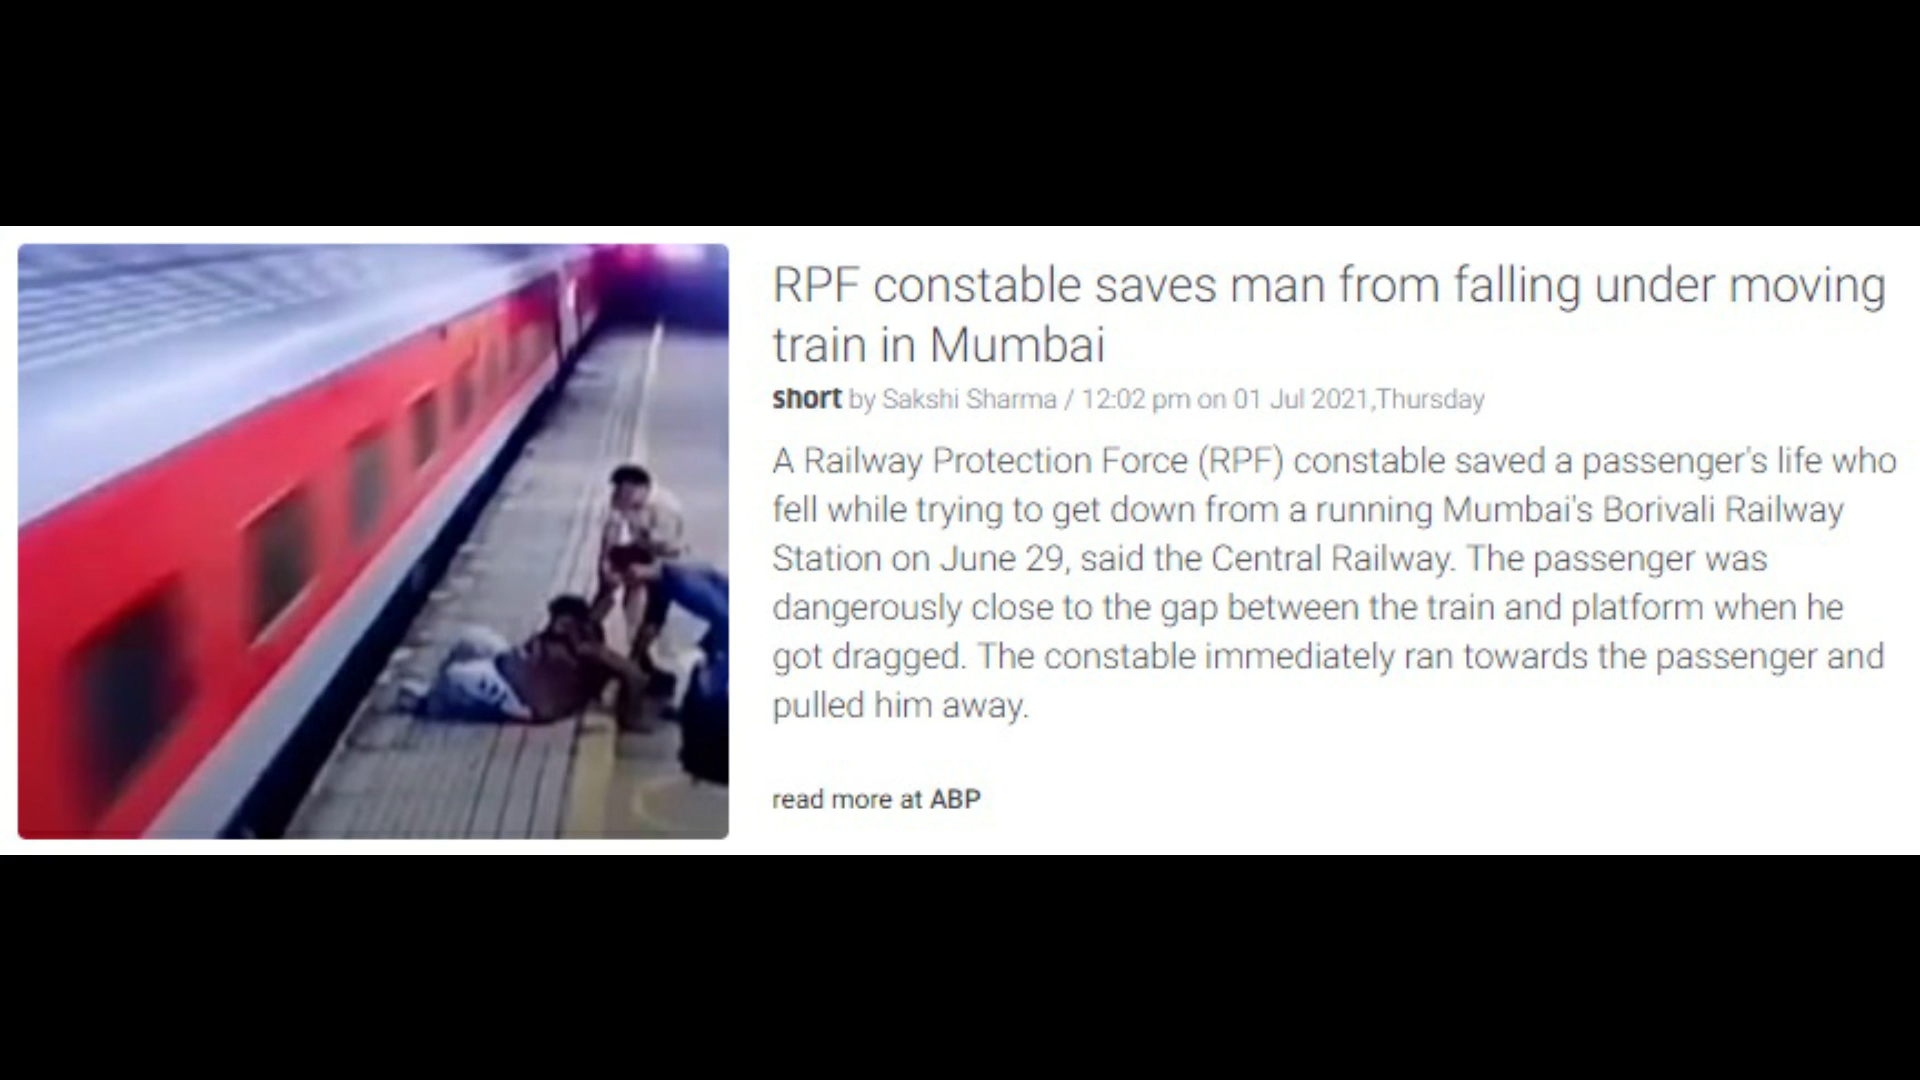 RPF constable saves man from falling under moving
train in Mumbai
short by Sakshi Sharma / 12:02 pm on 01 Jul 2021,Thursday
A Railway Protection Force (RPF) constable saved a passenger's life who
fell while trying to get down from a running Mumbai's Borivali Railway
Station on June 29, said the Central Railway. The passenger was
dangerously close to the gap between the train and platform when he
got dragged. The constable immediately ran towards the passenger and
pulled him away.
read more at ABP